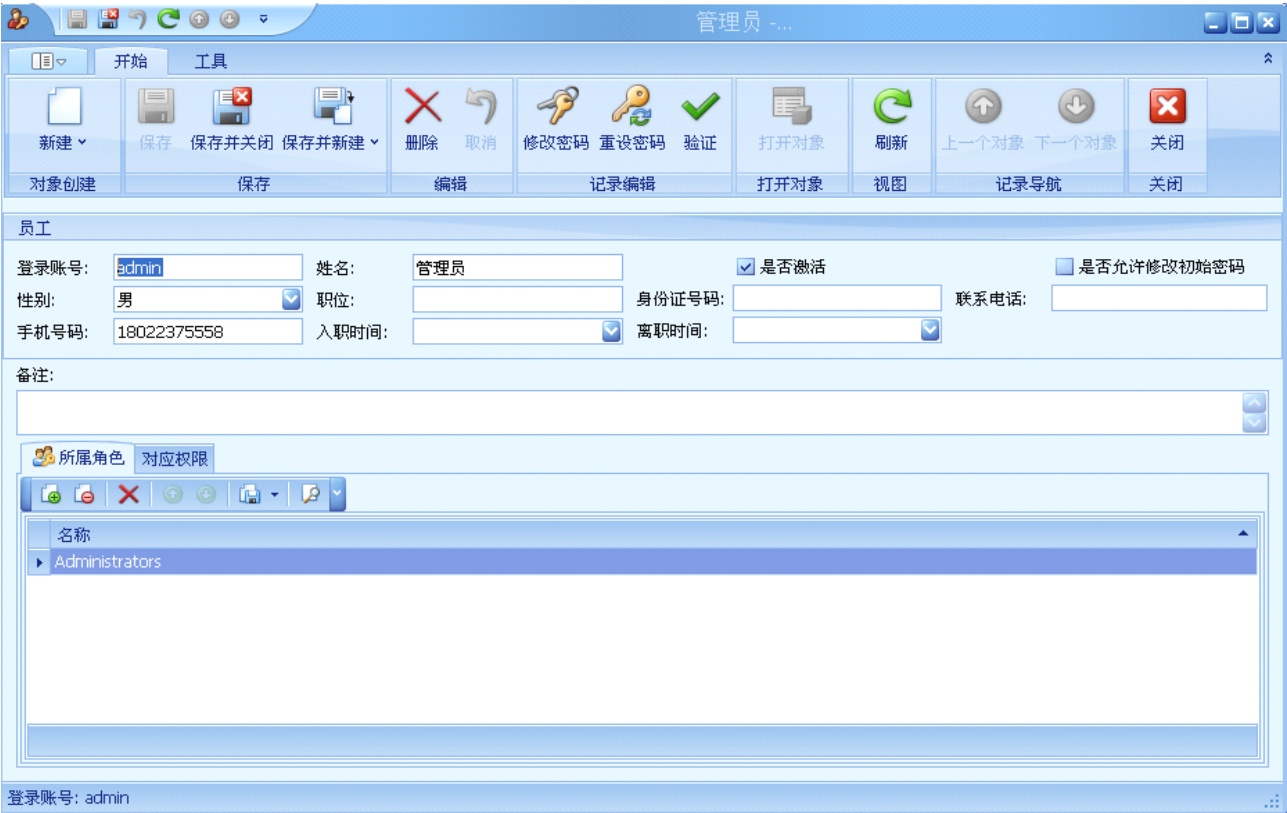 管理员 -...
开始 工具
新建 保存 保存并关闭 保存并新建 删除 取消 修改密码 重设密码 验证 打开对象 刷新 上一个对象 下一个对象 关闭
对象创建 保存 编辑 记录编辑 打开对象 视图 记录导航 关闭
员工
登录账号: admin 姓名: 管理员 是否激活 是否允许修改初始密码
性别: 男 职位: 身份证号码: 联系电话:
手机号码: 18022375558 入职时间: 离职时间:
备注:
所属角色 对应权限
名称
Administrators
登录账号: admin